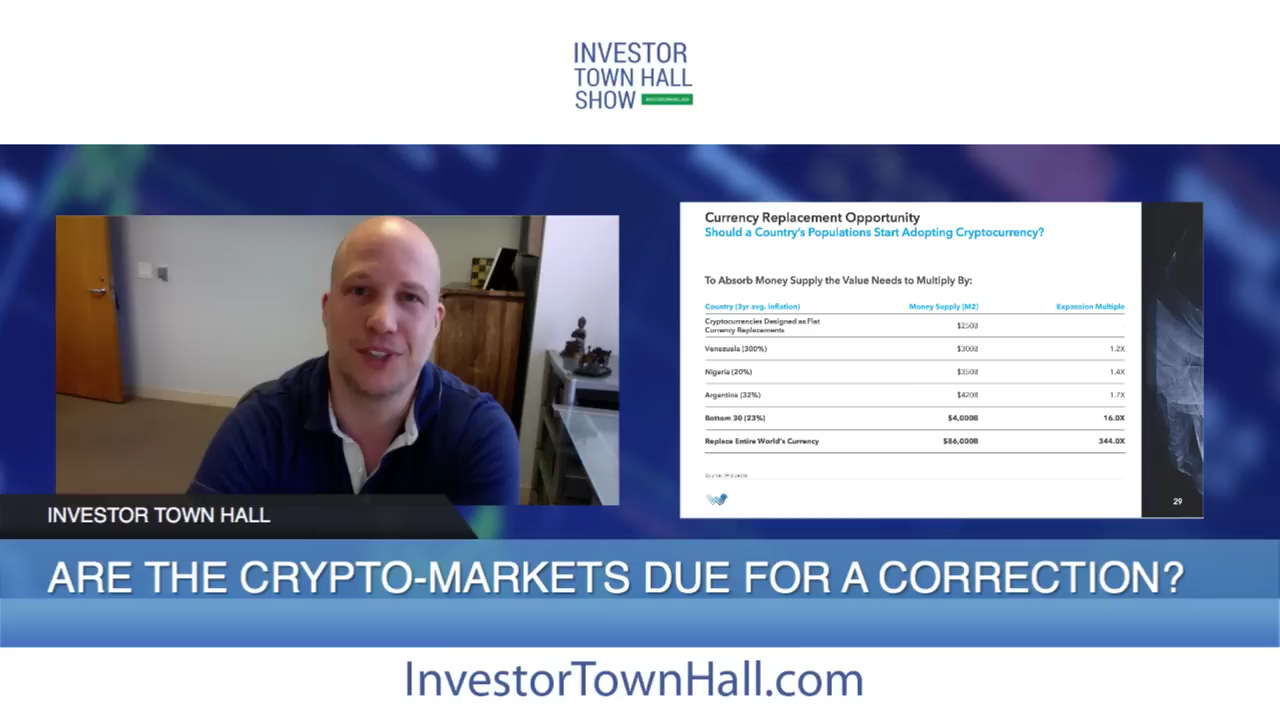 INVESTOR
TOWN HALL
SHOW
Currency Replacement Opportunity
Should a Country's Populations Start Adopting Cryptocurrency?
To Absorb Money Supply the Value Needs to Multiply By:
Country (3yr avg. inflation) Money Supply (M2) Expansion Multiple
Cryptocurrencies Designed as Fiat
Currency Replacements $250B -
Venezuela (300%) $300B 1.2X
Nigeria (20%) $350B 1.4X
Argentina (32%) $420B 1.7X
Bottom 30 (23%) $4,000B 16.0X
Replace Entire World's Currency $86,000B 344.0X
29
INVESTOR TOWN HALL
ARE THE CRYPTO-MARKETS DUE FOR A CORRECTION?
InvestorTownHall.com